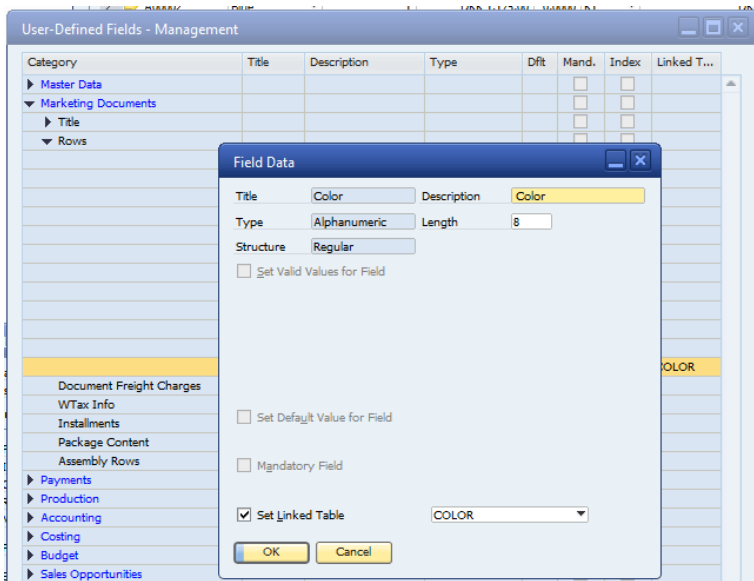 User-Defined Fields - Management
Category Title Description Type Dflt Mand. Index Linked T...
Master Data
Marketing Documents
Title
Rows
Field Data
Title Color Description Color
Type Alphanumeric Length 8
Structure Regular
Set Valid Values for Field
COLOR
Document Freight Charges
WTax Info
Set Default Value for Field
Installments
Package Content
Assembly Rows
Mandatory Field
Payments
Production
Accounting
Set Linked Table COLOR
Costing
Budget
OK Cancel
Sales Opportunities